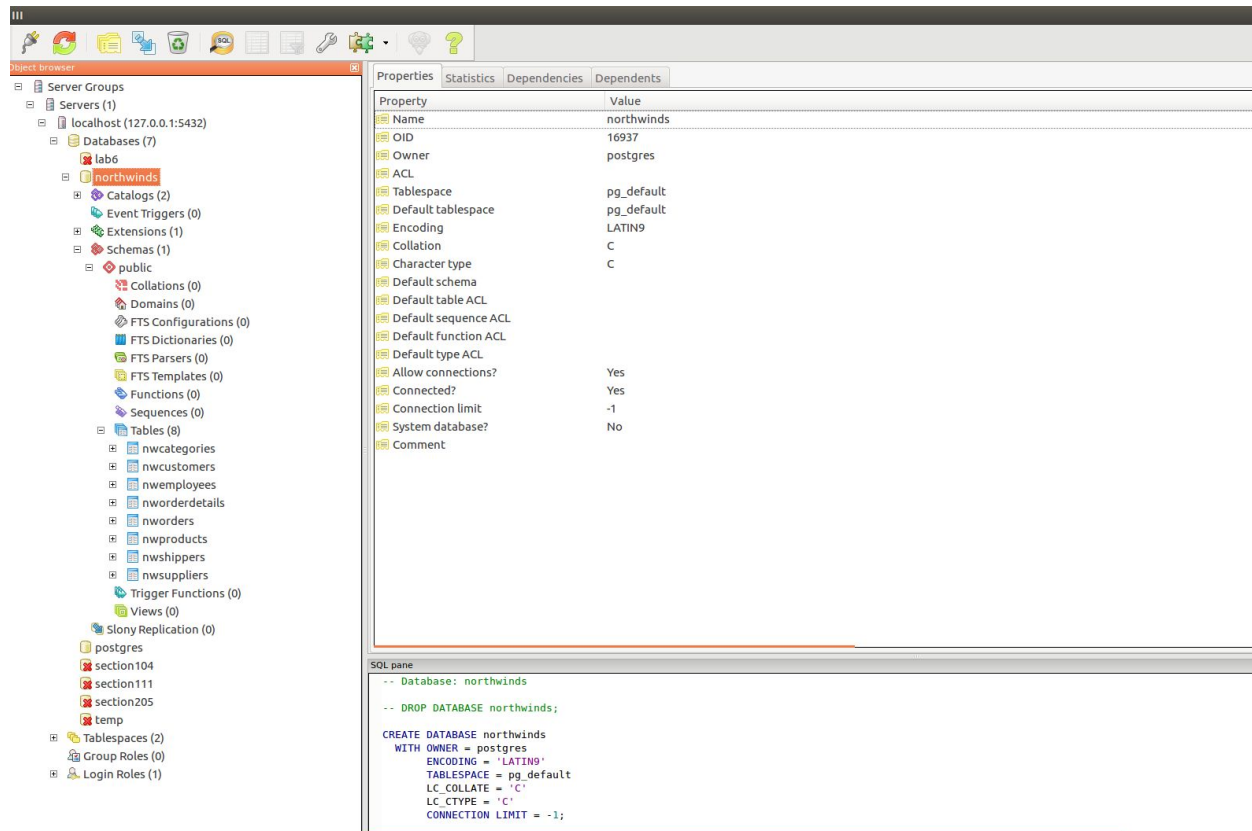 SQL
Object browser
Server Groups
Servers (1)
localhost (127.0.0.1:5432)
Databases (7)
lab6
northwinds
Catalogs (2)
Event Triggers (0)
Extensions (1)
Schemas (1)
public
Collations (0)
Domains (0)
FTS Configurations (0)
FTS Dictionaries (0)
FTS Parsers (0)
FTS Templates (0)
Functions (0)
Sequences (0)
Tables (8)
nwcategories
nwcustomers
nwemployees
nworderdetails
nworders
nwproducts
nwshippers
nwsuppliers
Trigger Functions (0)
Views (0)
Slony Replication (0)
postgres
section104
section111
section205
temp
Tablespaces (2)
Group Roles (0)
Login Roles (1)
Properties Statistics Dependencies Dependents
Property Value
Name northwinds
OID 16937
Owner postgres
ACL
Tablespace pg_default
Default tablespace pg_default
Encoding LATIN9
Collation C
Character type C
Default schema
Default table ACL
Default sequence ACL
Default function ACL
Default type ACL
Allow connections? Yes
Connected? Yes
Connection limit -1
System database? No
Comment
SQL pane
-- Database: northwinds
-- DROP DATABASE northwinds;
CREATE DATABASE northwinds
WITH OWNER = postgres
ENCODING = 'LATIN9'
TABLESPACE = pg_default
LC_COLLATE = 'C'
LC_CTYPE = 'C'
CONNECTION LIMIT = -1;